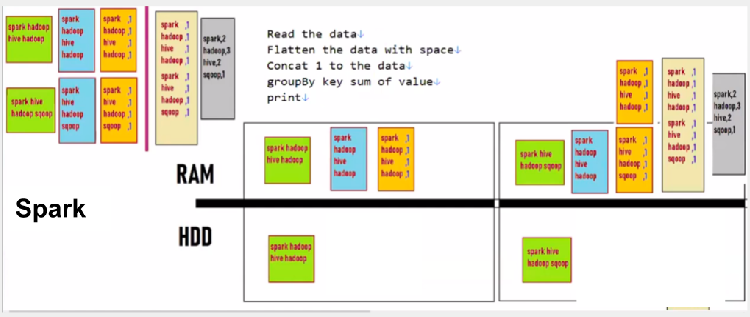 spark hadoop
hive hadoop
spark
hadoop
hive
hadoop
spark ,1
hadoop ,1
hive ,1
hadoop ,1
spark hive
hadoop sqoop
spark
hive
hadoop
sqoop
spark ,1
hive ,1
hadoop ,1
sqoop ,1
spark ,1
hadoop ,1
hive ,1
hadoop ,1
spark ,1
hive ,1
hadoop ,1
sqoop ,1
spark,2
hadoop,3
hive,2
sqoop,1
Read the data↓
Flatten the data with space↓
Concat 1 to the data↓
groupBy key sum of value↓
print↓
Spark
RAM
HDD
spark hadoop
hive hadoop
spark
hadoop
hive
hadoop
spark ,1
hadoop ,1
hive ,1
hadoop ,1
spark hadoop
hive hadoop
spark hive
hadoop sqoop
spark
hadoop
hive
hadoop
spark ,1
hadoop ,1
hive ,1
hadoop ,1
spark ,1
hive ,1
hadoop ,1
sqoop ,1
spark ,1
hadoop ,1
hive ,1
hadoop ,1
spark ,1
hive ,1
hadoop ,1
sqoop ,1
spark,2
hadoop,3
hive,2
sqoop,1
spark hive
hadoop sqoop